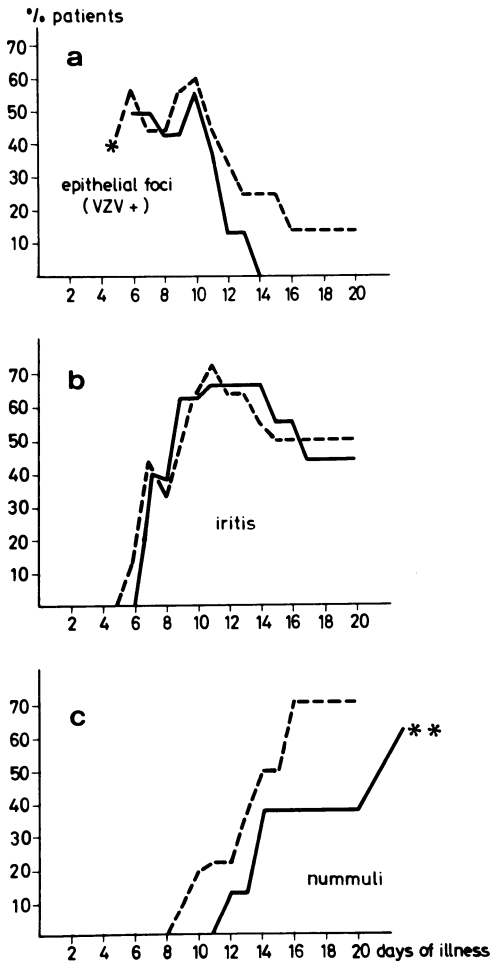 % patients
a
70
60
50
40
30
20
10
*
epithelial foci
( VZV + )
2 4 6 8 10 12 14 16 18 20
b
70
60
50
40
30
20
10
iritis
2 4 6 8 10 12 14 16 18 20
c
70
60
50
40
30
20
10
* *
nummuli
2 4 6 8 10 12 14 16 18 20 days of illness